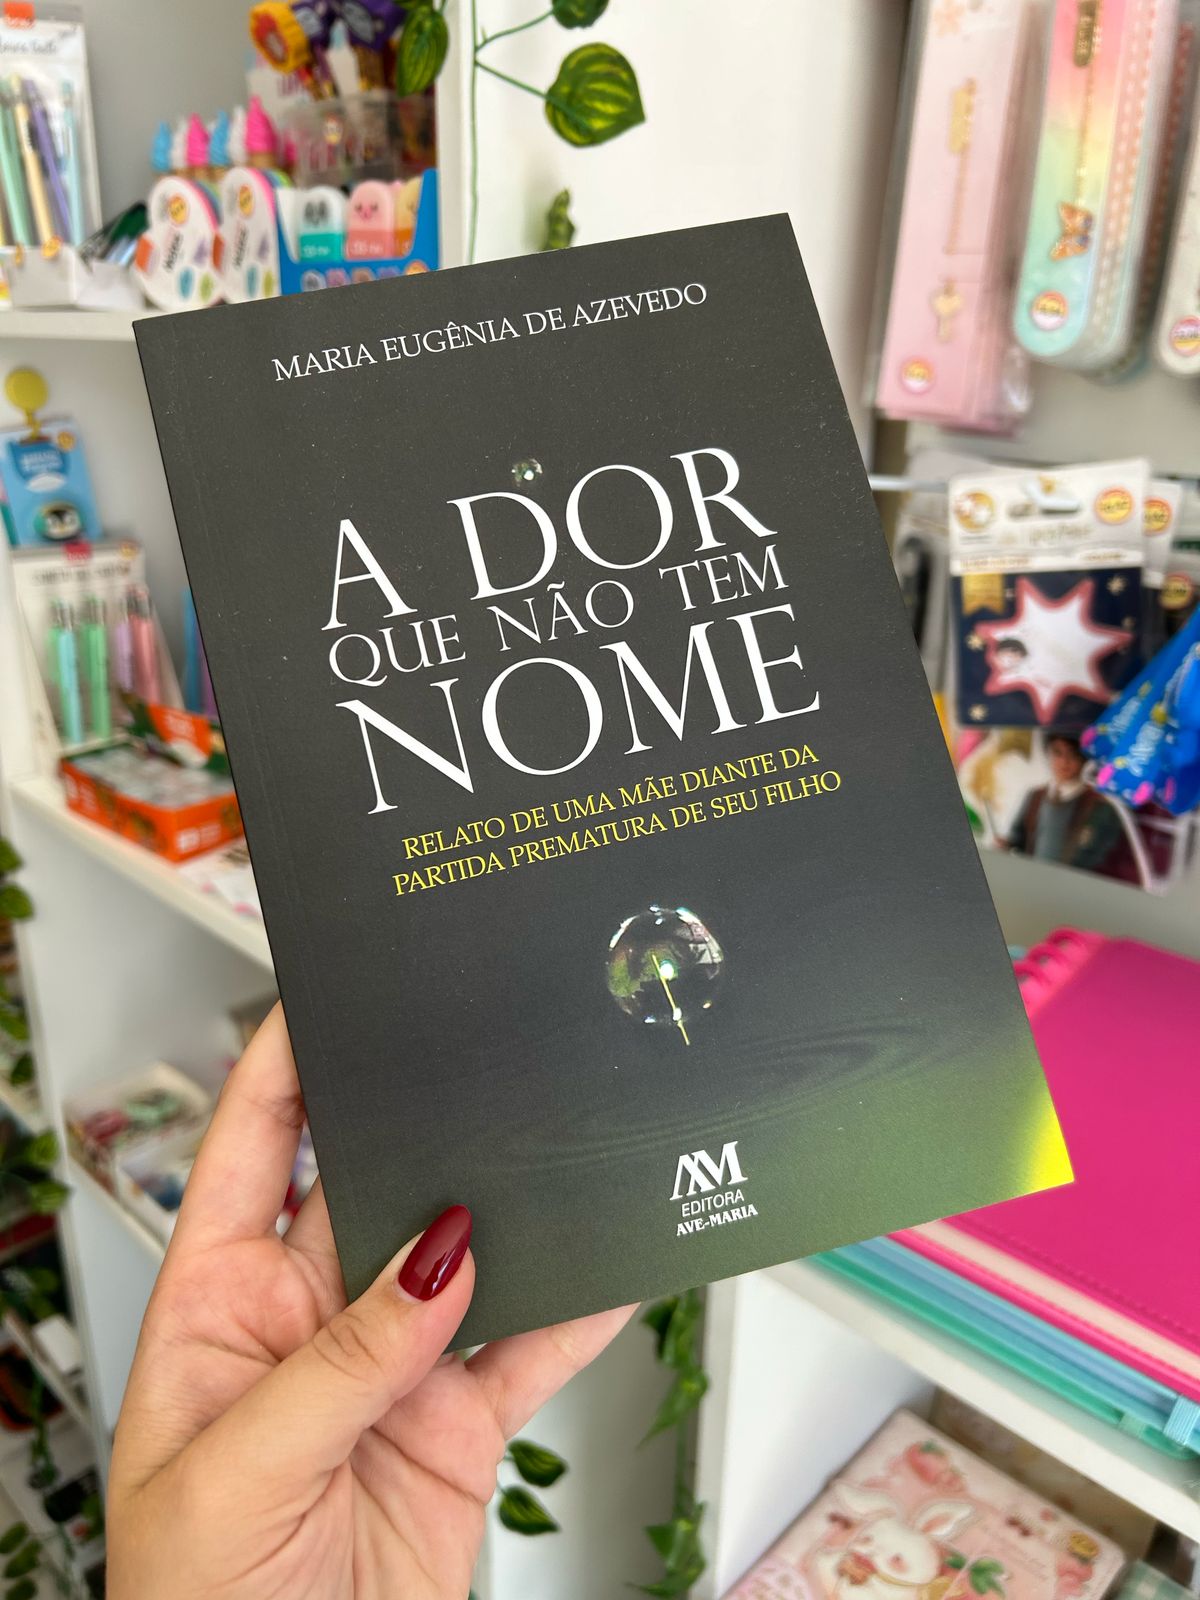 MARIA EUGÊNIA DE AZEVEDO
A DOR
QUE NÃO TEM
NOME
RELATO DE UMA MÃE DIANTE DA
PARTIDA PREMATURA DE SEU FILHO
AM
EDITORA
AVE-MARIA